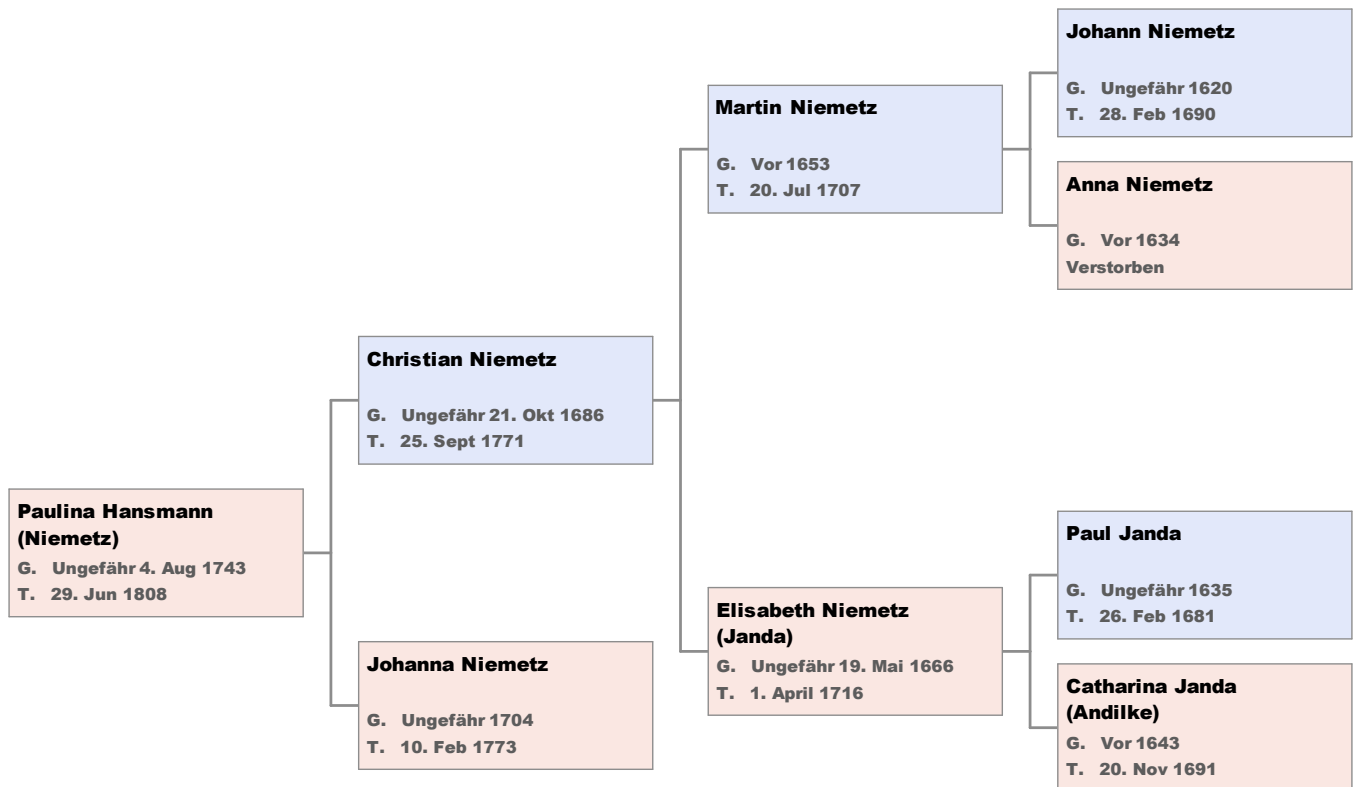 Johann Niemetz
G. Ungefähr 1620
T. 28. Feb 1690
Martin Niemetz
G. Vor 1653
T. 20. Jul 1707
Anna Niemetz
G. Vor 1634
Verstorben
Christian Niemetz
G. Ungefähr 21. Okt 1686
T. 25. Sept 1771
Paulina Hansmann
(Niemetz)
G. Ungefähr 4. Aug 1743
T. 29. Jun 1808
Paul Janda
G. Ungefähr 1635
T. 26. Feb 1681
Elisabeth Niemetz
(Janda)
G. Ungefähr 19. Mai 1666
T. 1. April 1716
Johanna Niemetz
G. Ungefähr 1704
T. 10. Feb 1773
Catharina Janda
(Andilke)
G. Vor 1643
T. 20. Nov 1691